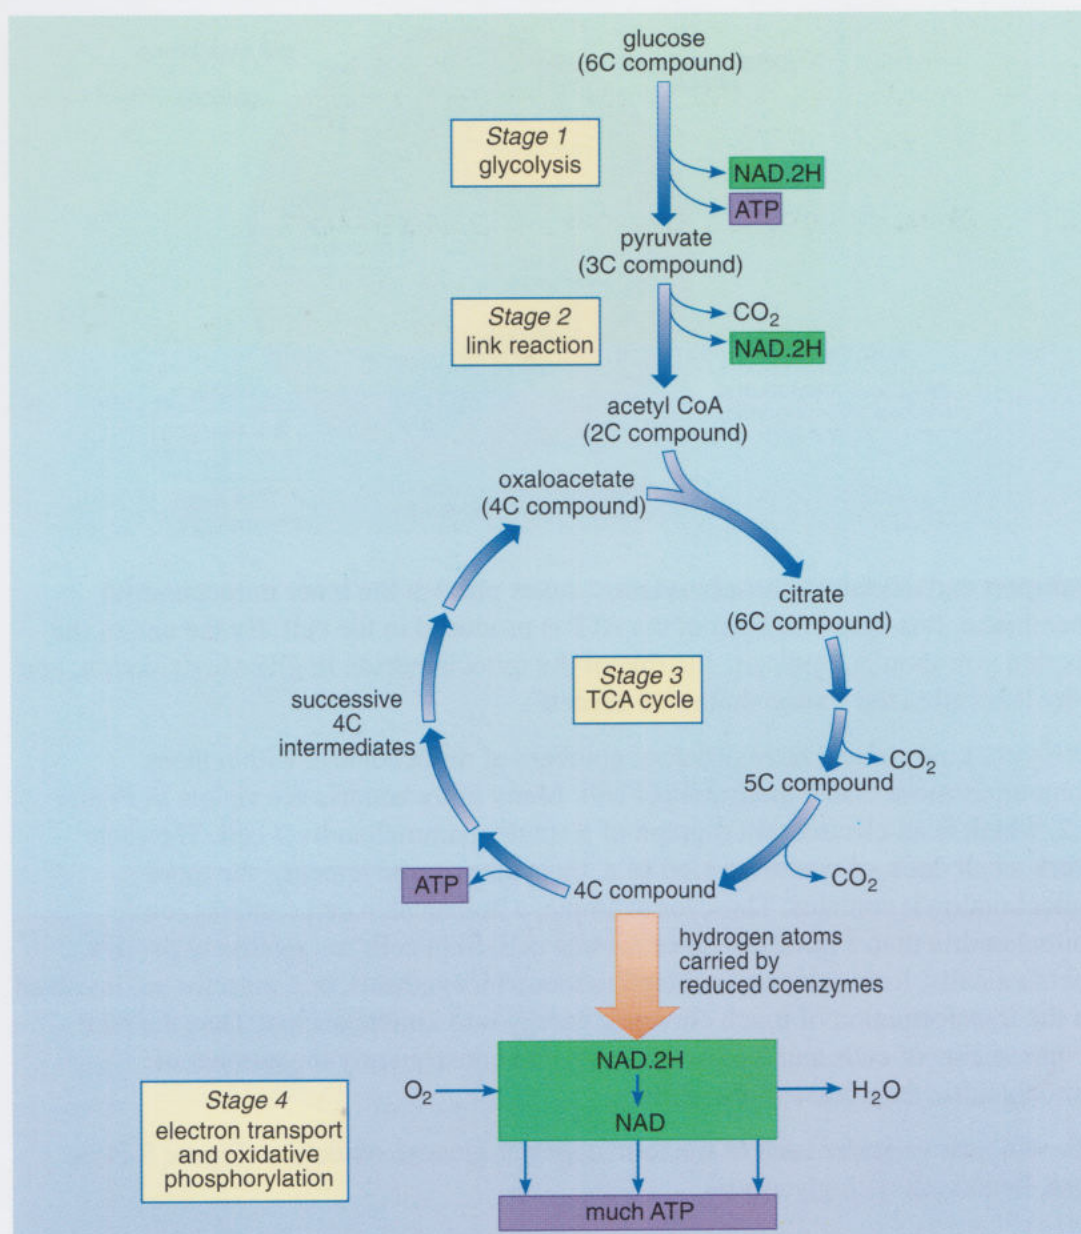 glucose
(6C compound)
Stage 1
glycolysis
NAD.2H
ATP
pyruvate
(3C compound)
Stage 2
link reaction
CO₂
NAD.2H
acetyl CoA
(2C compound)
oxaloacetate
(4C compound)
citrate
(6C compound)
Stage 3
TCA cycle
successive
4C
intermediates
CO₂
5C compound
CO₂
ATP
4C compound
hydrogen atoms
carried by
reduced coenzymes
Stage 4
electron transport
and oxidative
phosphorylation
O₂
NAD.2H
NAD
H₂O
much ATP